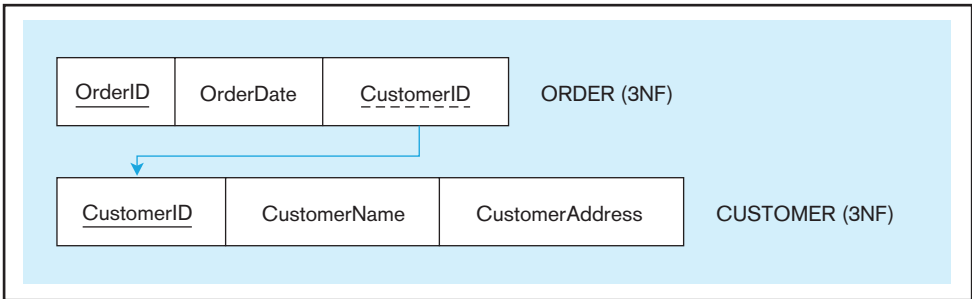 OrderID OrderDate CustomerID ORDER (3NF)
CustomerID CustomerName CustomerAddress CUSTOMER (3NF)